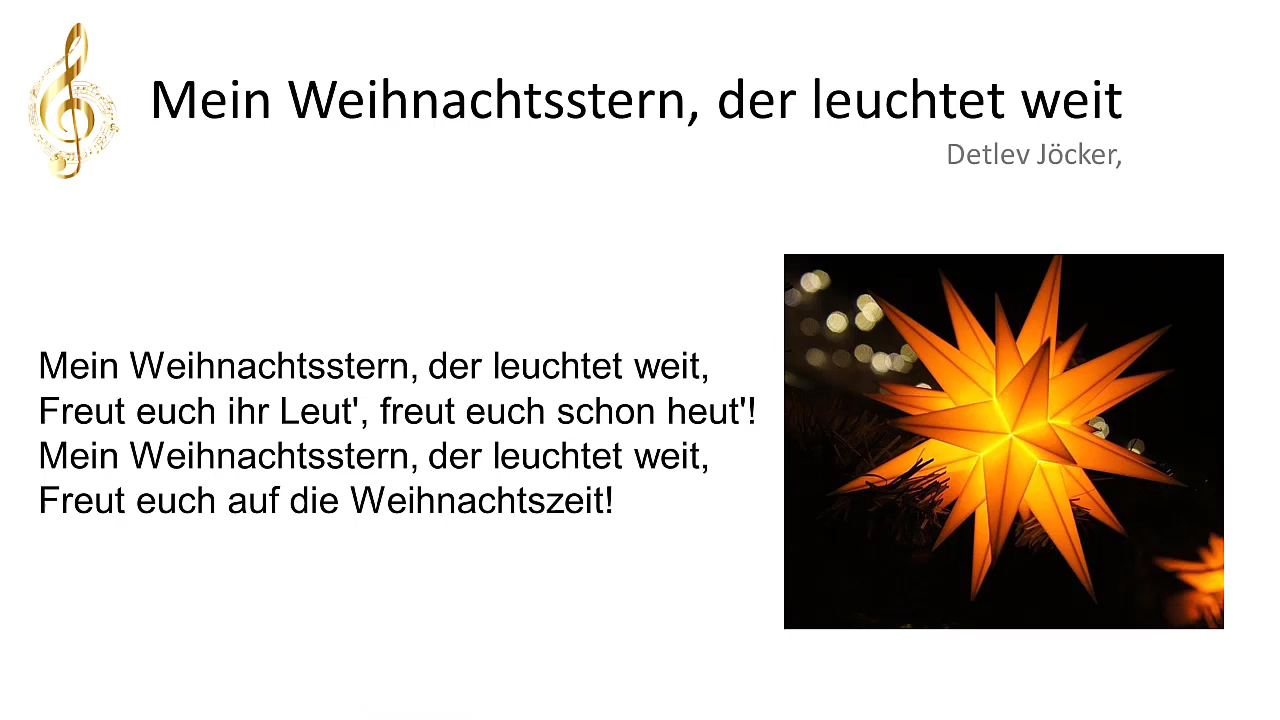 Mein Weihnachtsstern, der leuchtet weit
Detlev Jöcker,
Mein Weihnachtsstern, der leuchtet weit,
Freut euch ihr Leut', freut euch schon heut'!
Mein Weihnachtsstern, der leuchtet weit,
Freut euch auf die Weihnachtszeit!